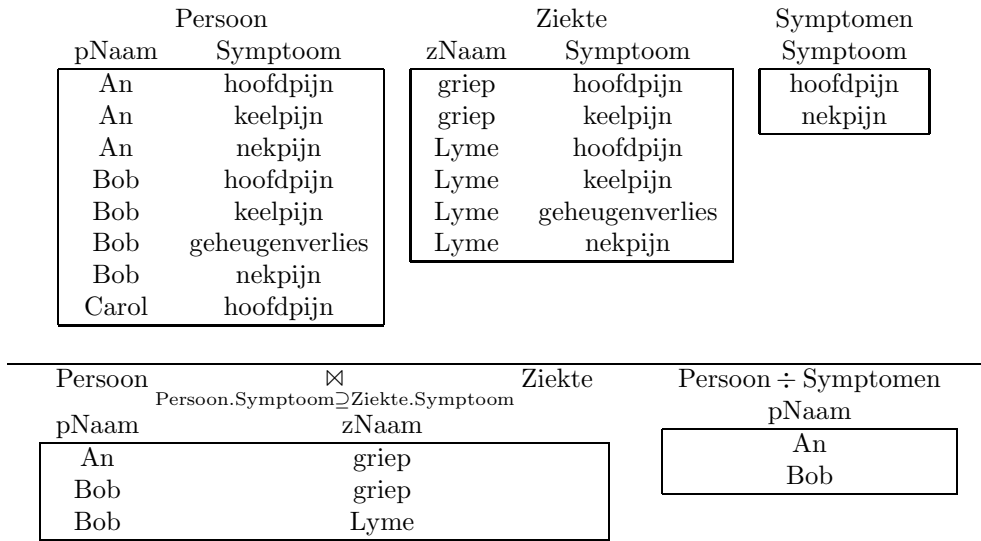 Persoon Ziekte Symptomen
pNaam Symptoom zNaam Symptoom Symptoom
An hoofdpijn griep hoofdpijn hoofdpijn
An keelpijn griep keelpijn nekpijn
An nekpijn Lyme hoofdpijn
Bob hoofdpijn Lyme keelpijn
Bob keelpijn Lyme geheugenverlies
Bob geheugenverlies Lyme nekpijn
Bob nekpijn
Carol hoofdpijn
Persoon ⋈ Ziekte Persoon ÷ Symptomen
Persoon.Symptoom⊇Ziekte.Symptoom
pNaam zNaam pNaam
An griep An
Bob griep Bob
Bob Lyme